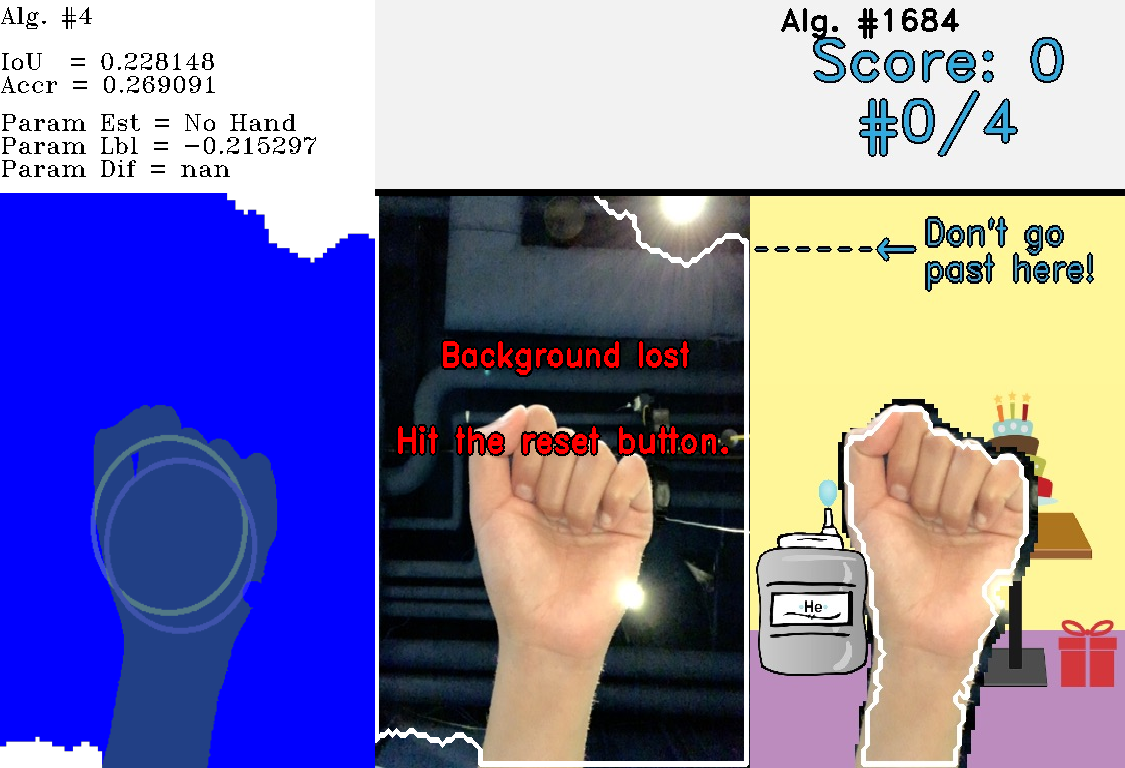 Alg. #4
IoU = 0.228148
Accr = 0.269091
Param Est = No Hand
Param Lbl = -0.215297
Param Dif = nan
Alg. #1684
Score: 0
#0/4
Background lost
Hit the reset button.
Don't go
past here!
He